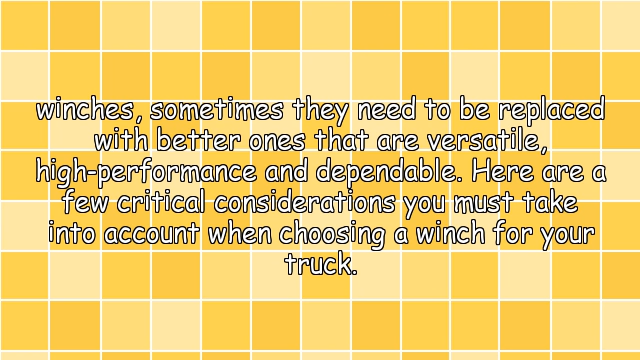 winches, sometimes they need to be replaced
with better ones that are versatile,
high-performance and dependable. Here are a
few critical considerations you must take
into account when choosing a winch for your
truck.